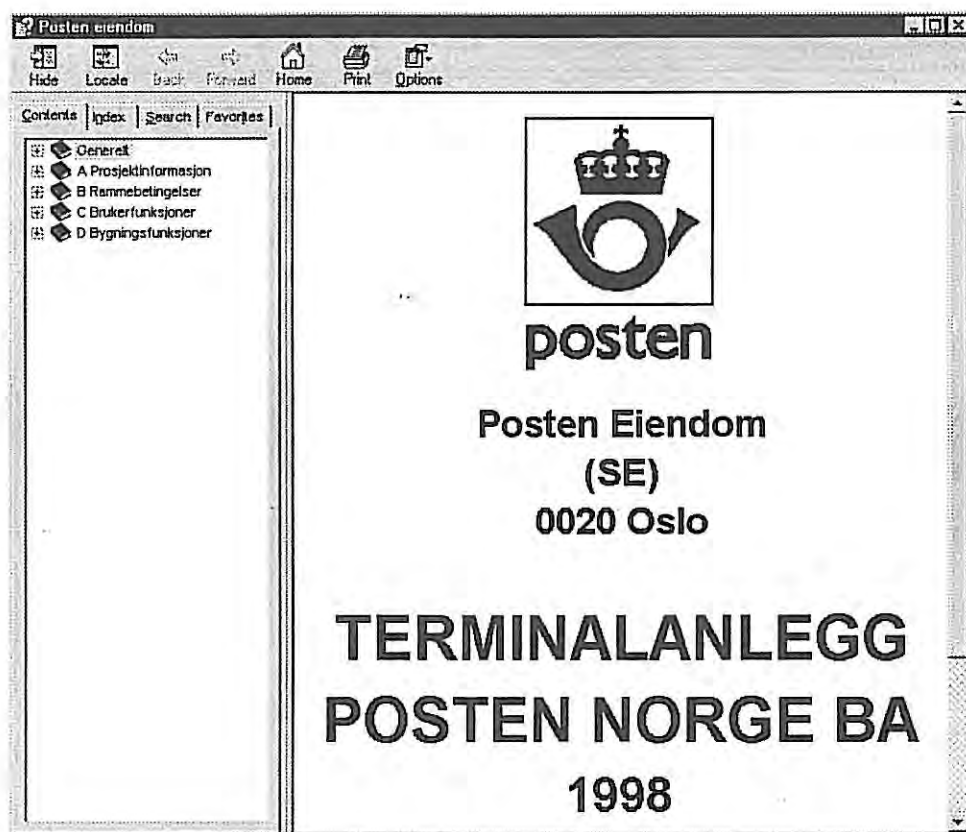 Posten eiendom
Hide Locate Back Forward Home Print Options
Contents Index Search Favorites
Generelt
A Prosjektinformasjon
B Rammebetingelser
C Brukerfunksjoner
D Bygningsfunksjoner
posten
Posten Eiendom
(SE)
0020 Oslo
TERMINALANLEGG
POSTEN NORGE BA
1998